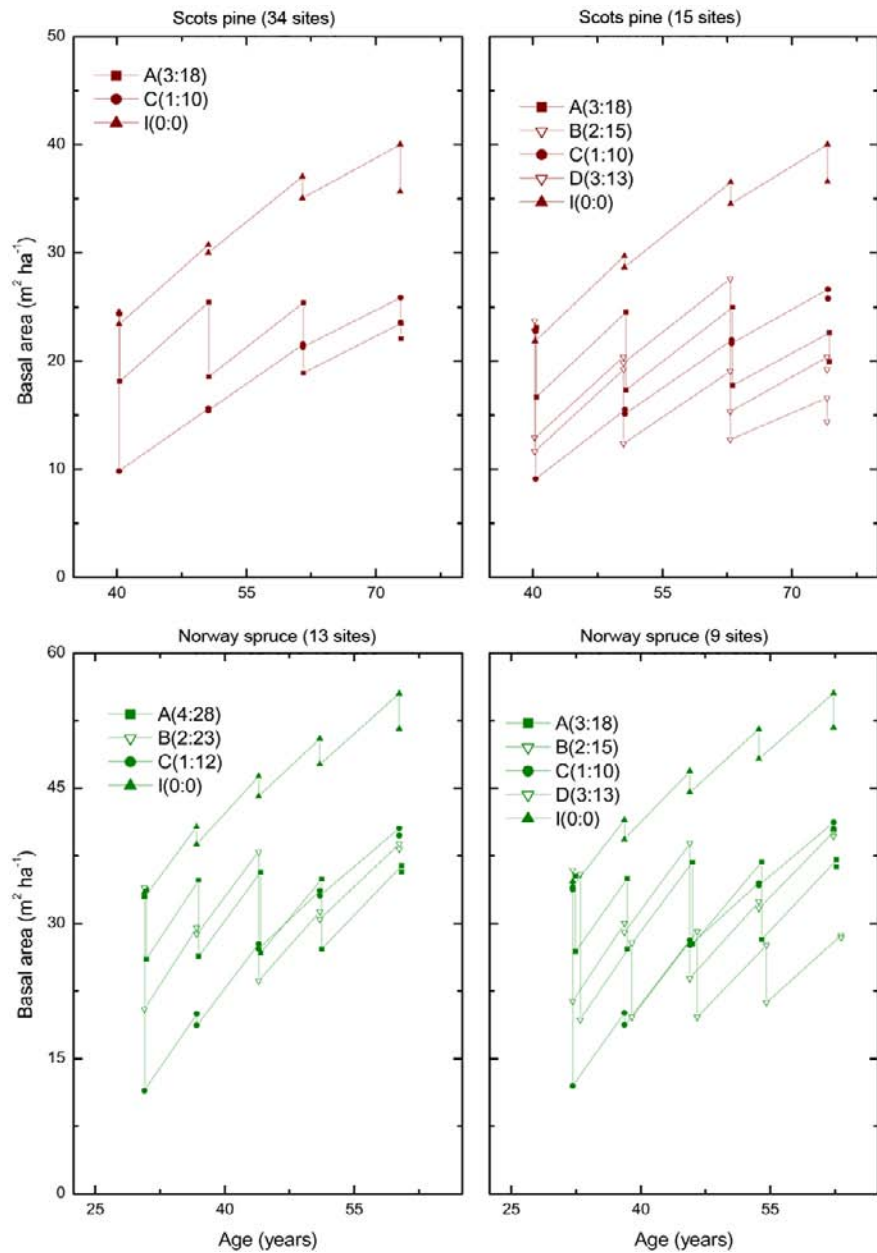 Scots pine (34 sites)
50
40
30
20
10
0
Basal area (m² ha⁻¹)
A(3:18)
C(1:10)
I(0:0)
40
55
70
Scots pine (15 sites)
A(3:18)
B(2:15)
C(1:10)
D(3:13)
I(0:0)
40
55
70
Norway spruce (13 sites)
60
45
30
15
0
Basal area (m² ha⁻¹)
A(4:28)
B(2:23)
C(1:12)
I(0:0)
25
40
55
Age (years)
Norway spruce (9 sites)
A(3:18)
B(2:15)
C(1:10)
D(3:13)
I(0:0)
25
40
55
Age (years)